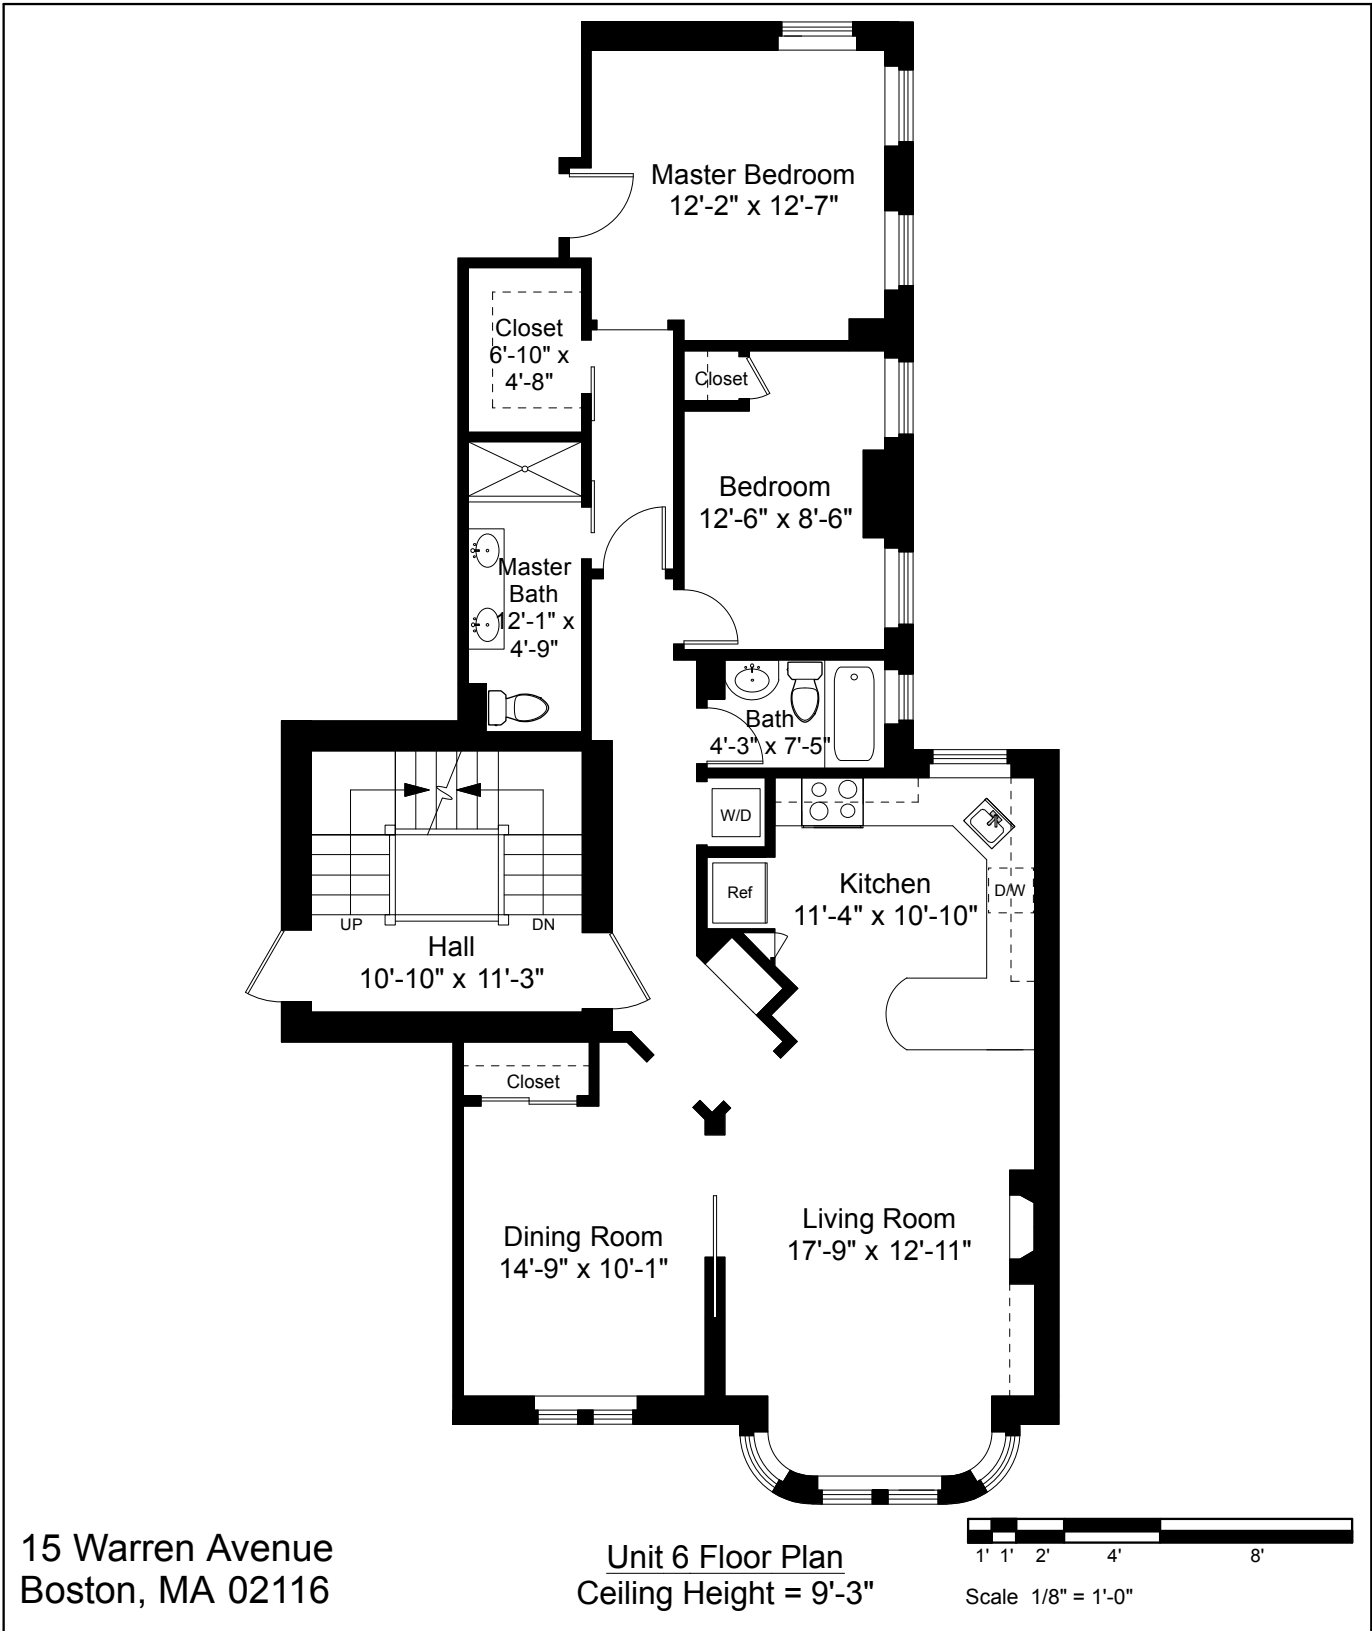 Master Bedroom
12'-2" x 12'-7"
Closet
6'-10" x
4'-8"
Closet
Bedroom
12'-6" x 8'-6"
Master
Bath
12'-1" x
4'-9"
Bath
4'-3" x 7'-5"
W/D
Ref
Kitchen
11'-4" x 10'-10"
D/W
UP
DN
Hall
10'-10" x 11'-3"
Closet
Dining Room
14'-9" x 10'-1"
Living Room
17'-9" x 12'-11"
15 Warren Avenue
Boston, MA 02116
Unit 6 Floor Plan
Ceiling Height = 9'-3"
1' 1' 2' 4' 8'
Scale 1/8" = 1'-0"